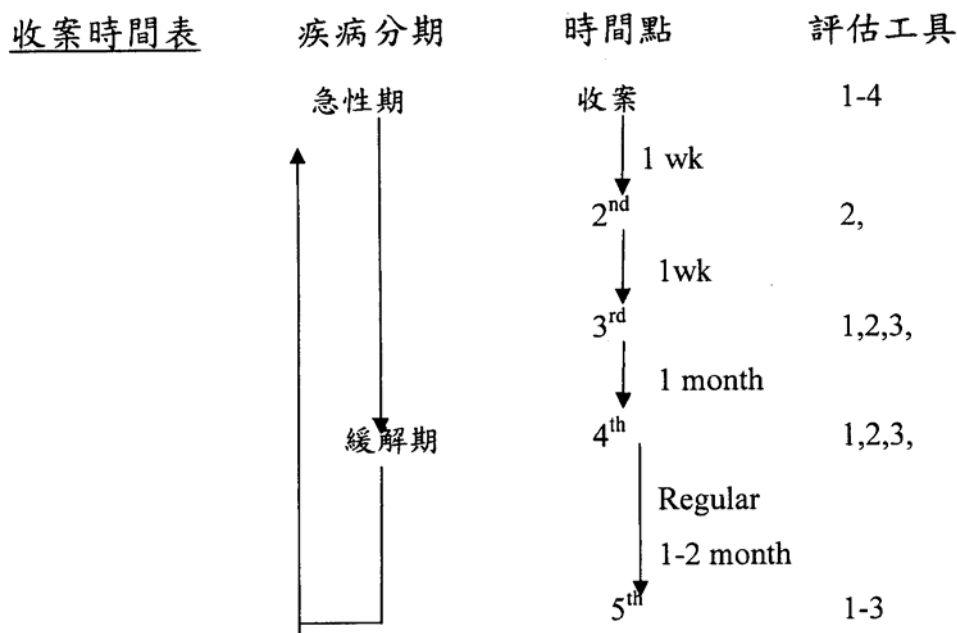 收案時間表 疾病分期 時間點 評估工具
急性期 收案 1-4
1 wk
2nd 2,
1wk
3rd 1,2,3,
1 month
緩解期 4th 1,2,3,
Regular
1-2 month
5th 1-3